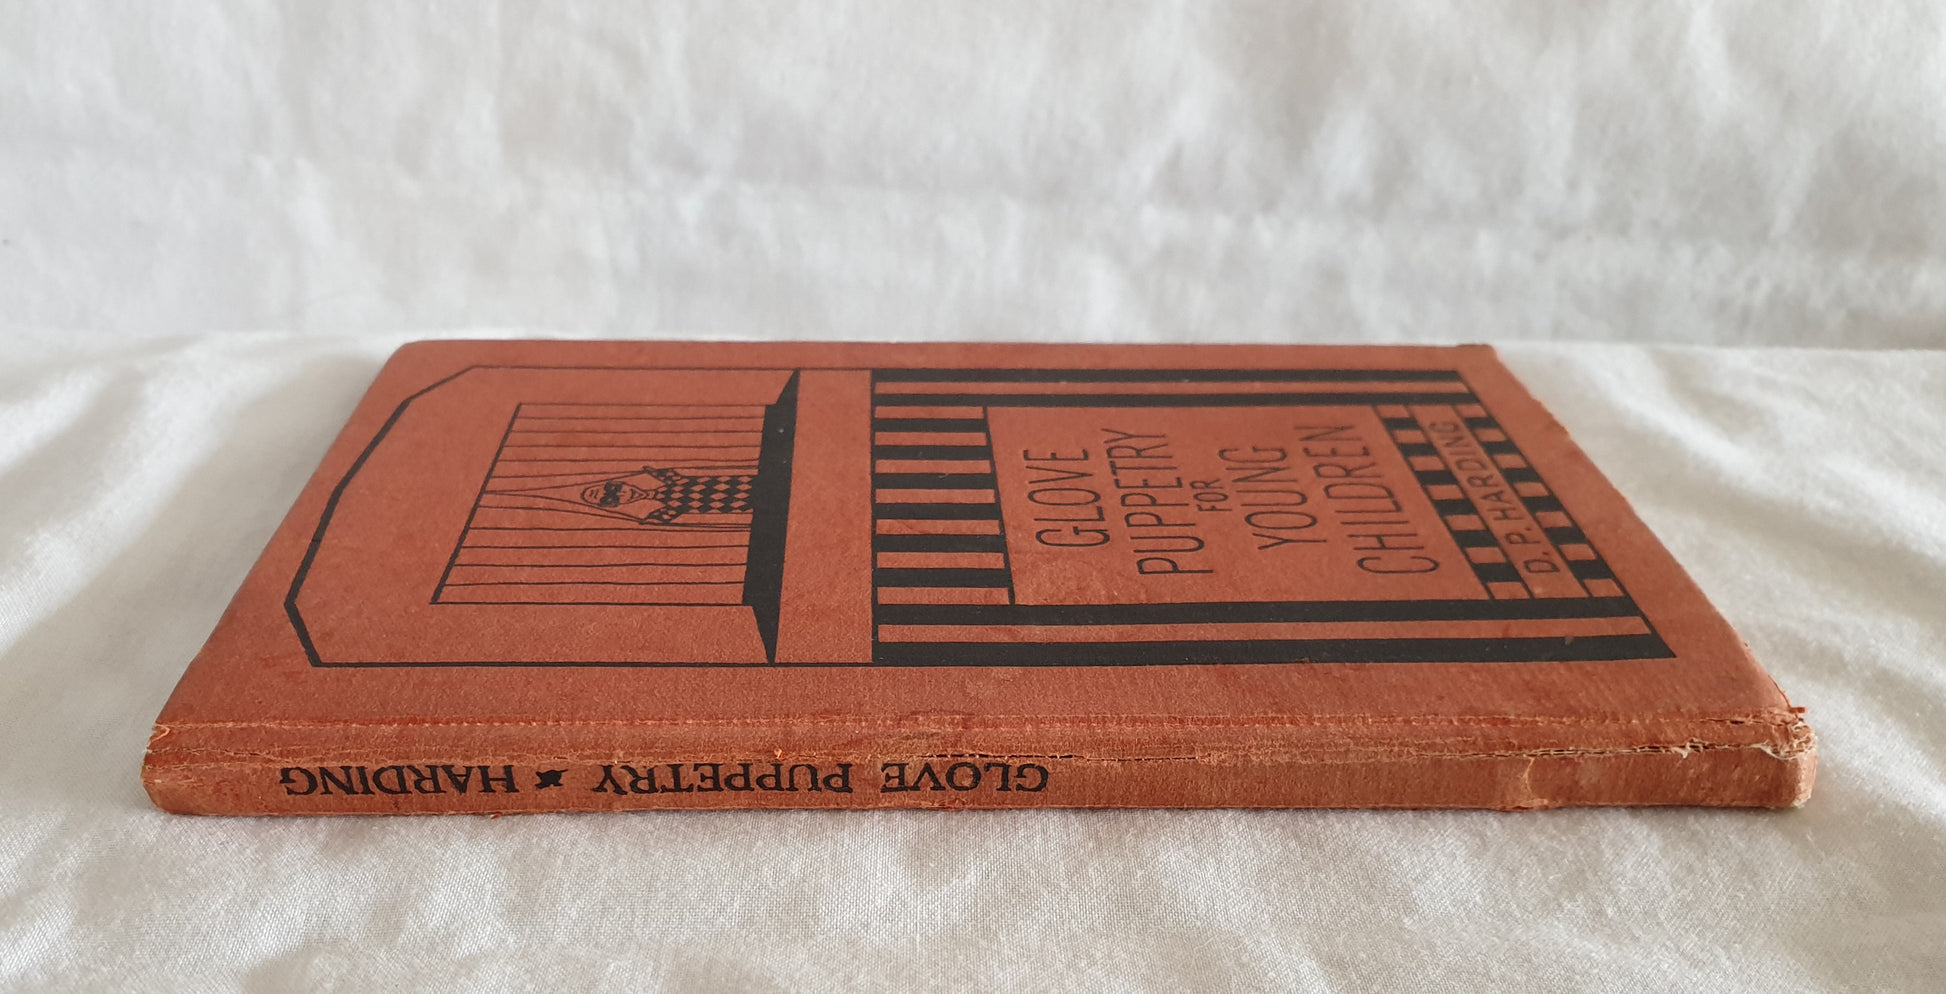 GLOVE
PUPPETRY
FOR
YOUNG
CHILDREN
D. P. HARDING
GLOVE PUPPETRY ★ HARDING